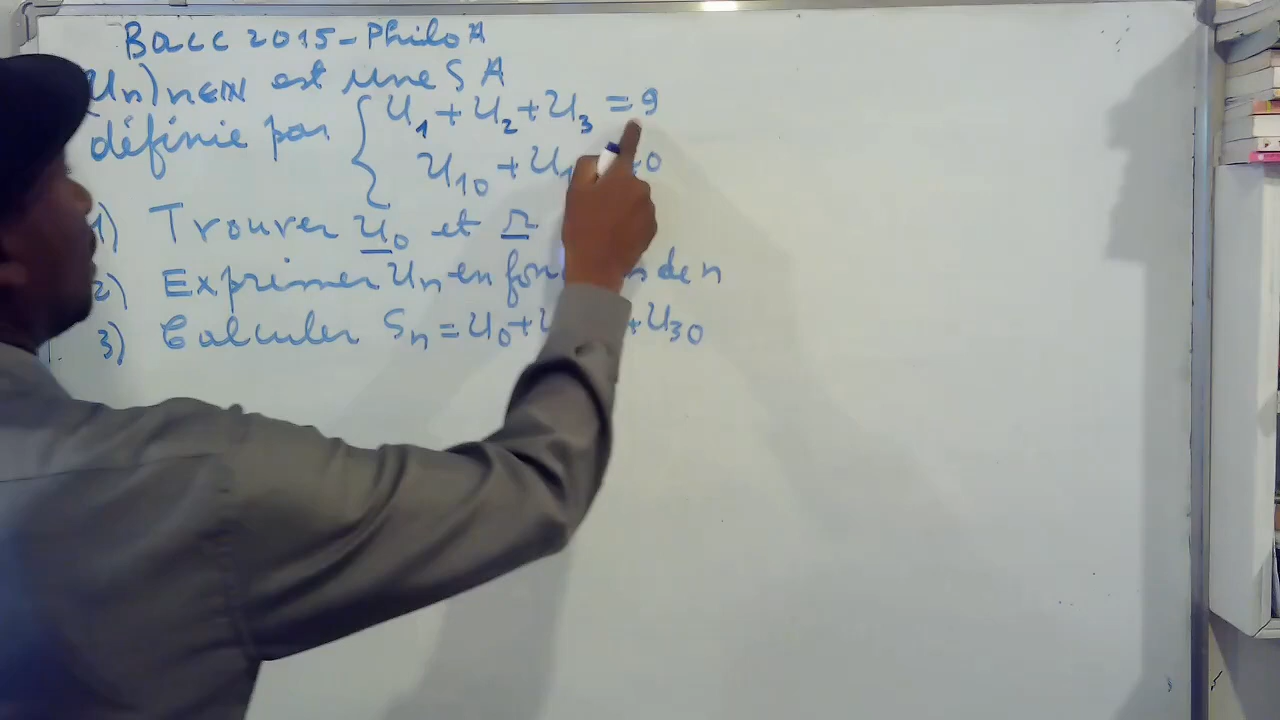 Bacc 2015-Philo A
(Un)n∈ℕ est une S A
définie par { U₁ + U₂ + U₃ = 9
U₁₀ + U₁ 0
1) Trouver U₀ et r
2) Exprimer Un en de n
3) Calculer Sn = U₀ + + U₃₀